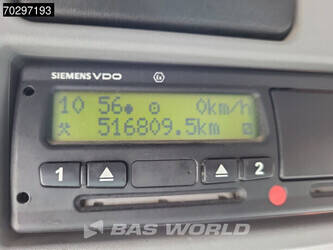 70297193
SIEMENS VDO
10 56 0km/h
516809.5km
1 2
BAS WORLD